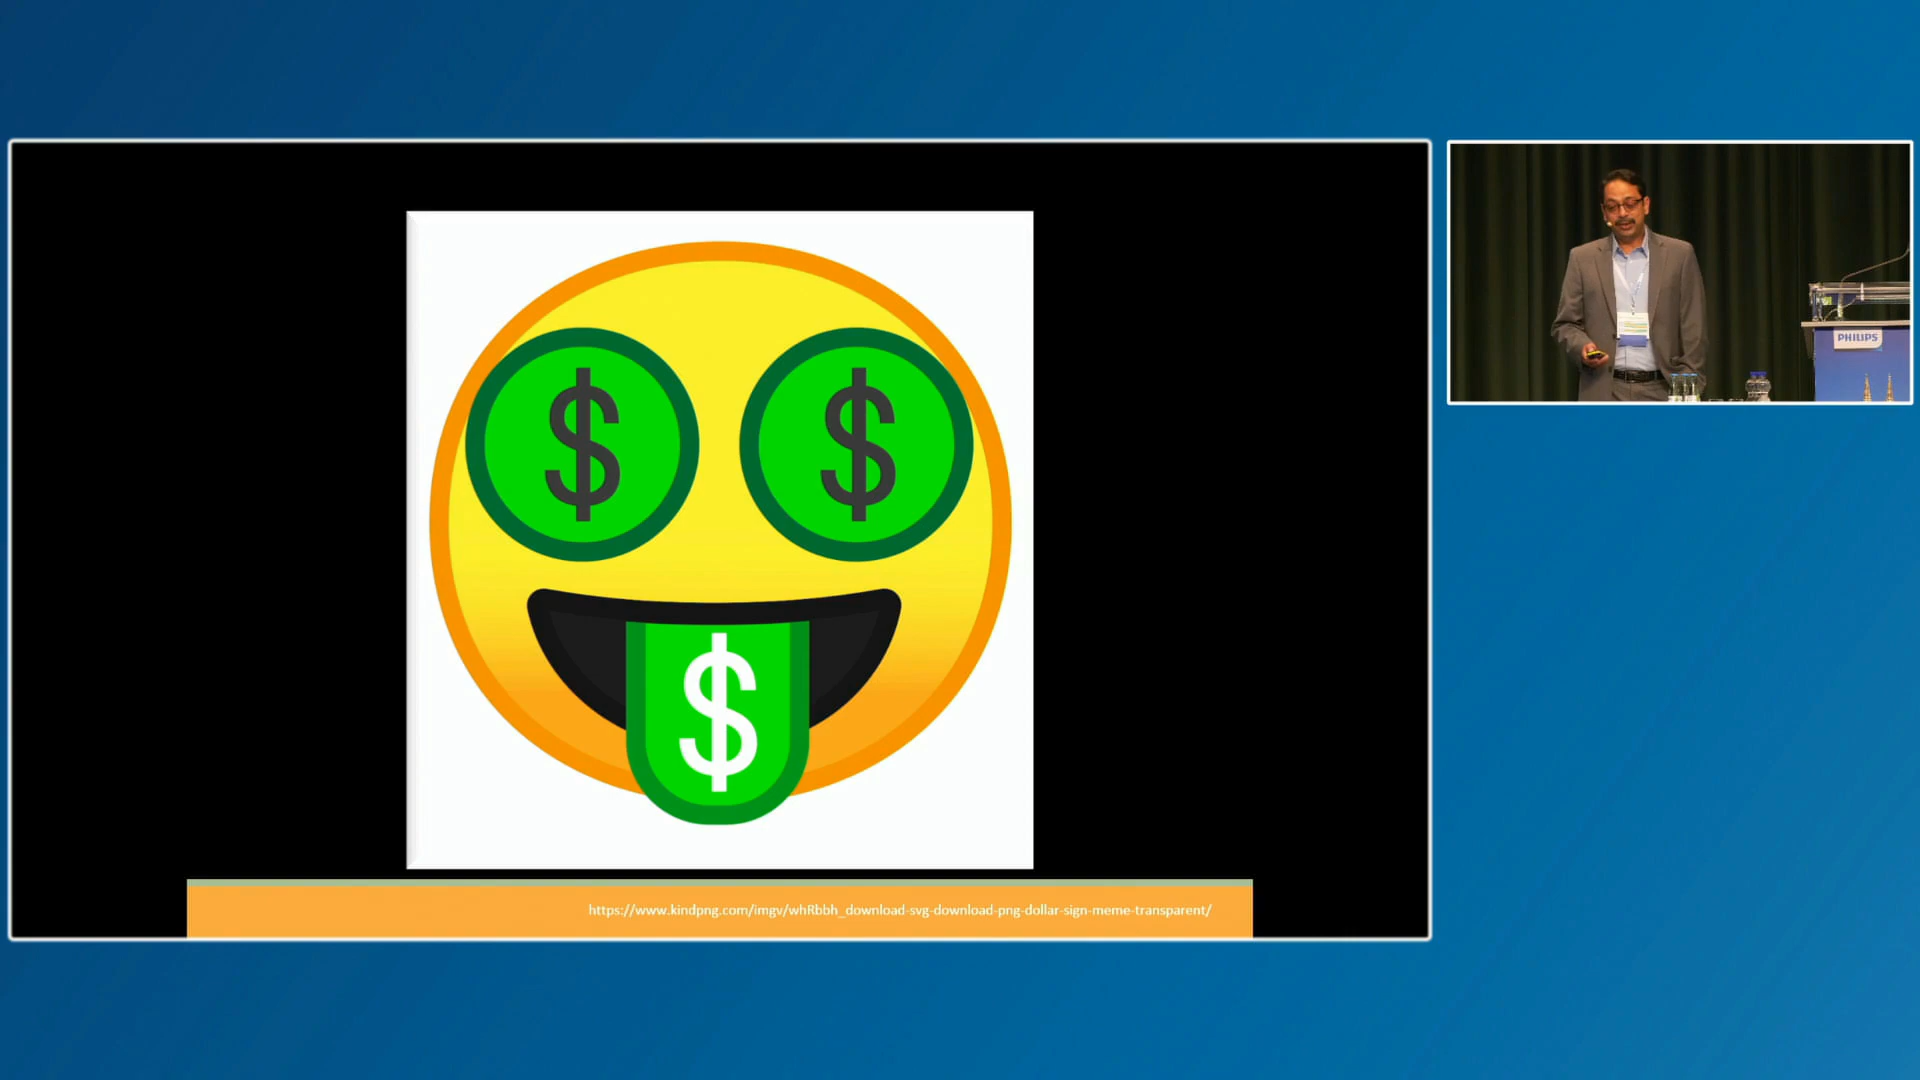 $ $
$
https://www.kindpng.com/imgv/whRbbh_download-svg-download-png-dollar-sign-meme-transparent/
PHILIPS